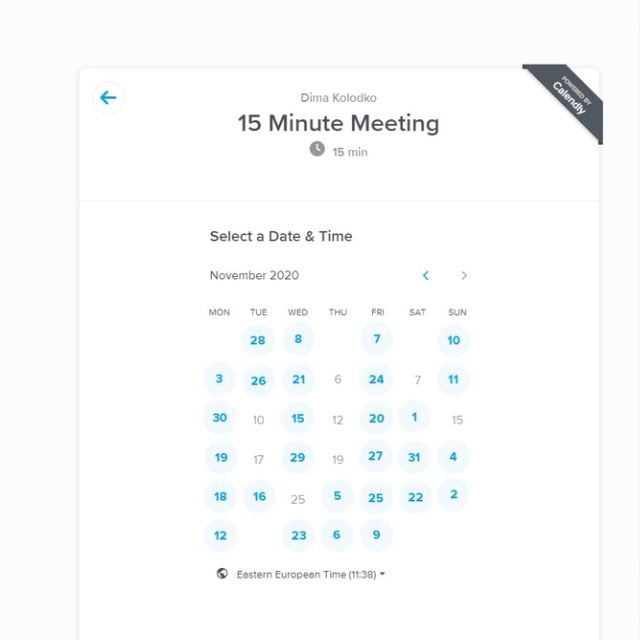 POWERED BY
Calendly
Dima Kolodko
15 Minute Meeting
15 min
Select a Date & Time
November 2020
MON TUE WED THU FRI SAT SUN
28 8 7 10
3 26 21 6 24 7 11
30 10 15 12 20 1 15
19 17 29 19 27 31 4
18 16 25 5 25 22 2
12 23 6 9
Eastern European Time (11:38)